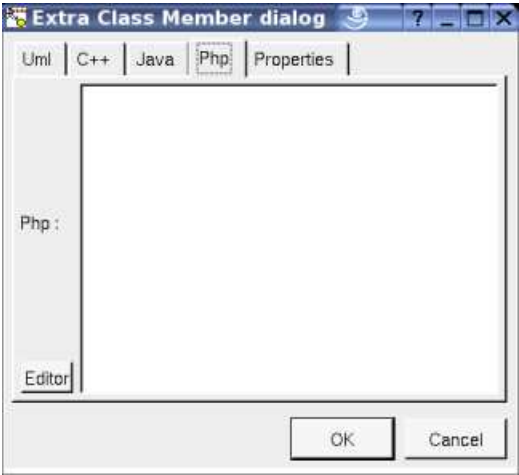 Extra Class Member dialog ?
Uml C++ Java Php Properties
Php :
Editor
OK Cancel